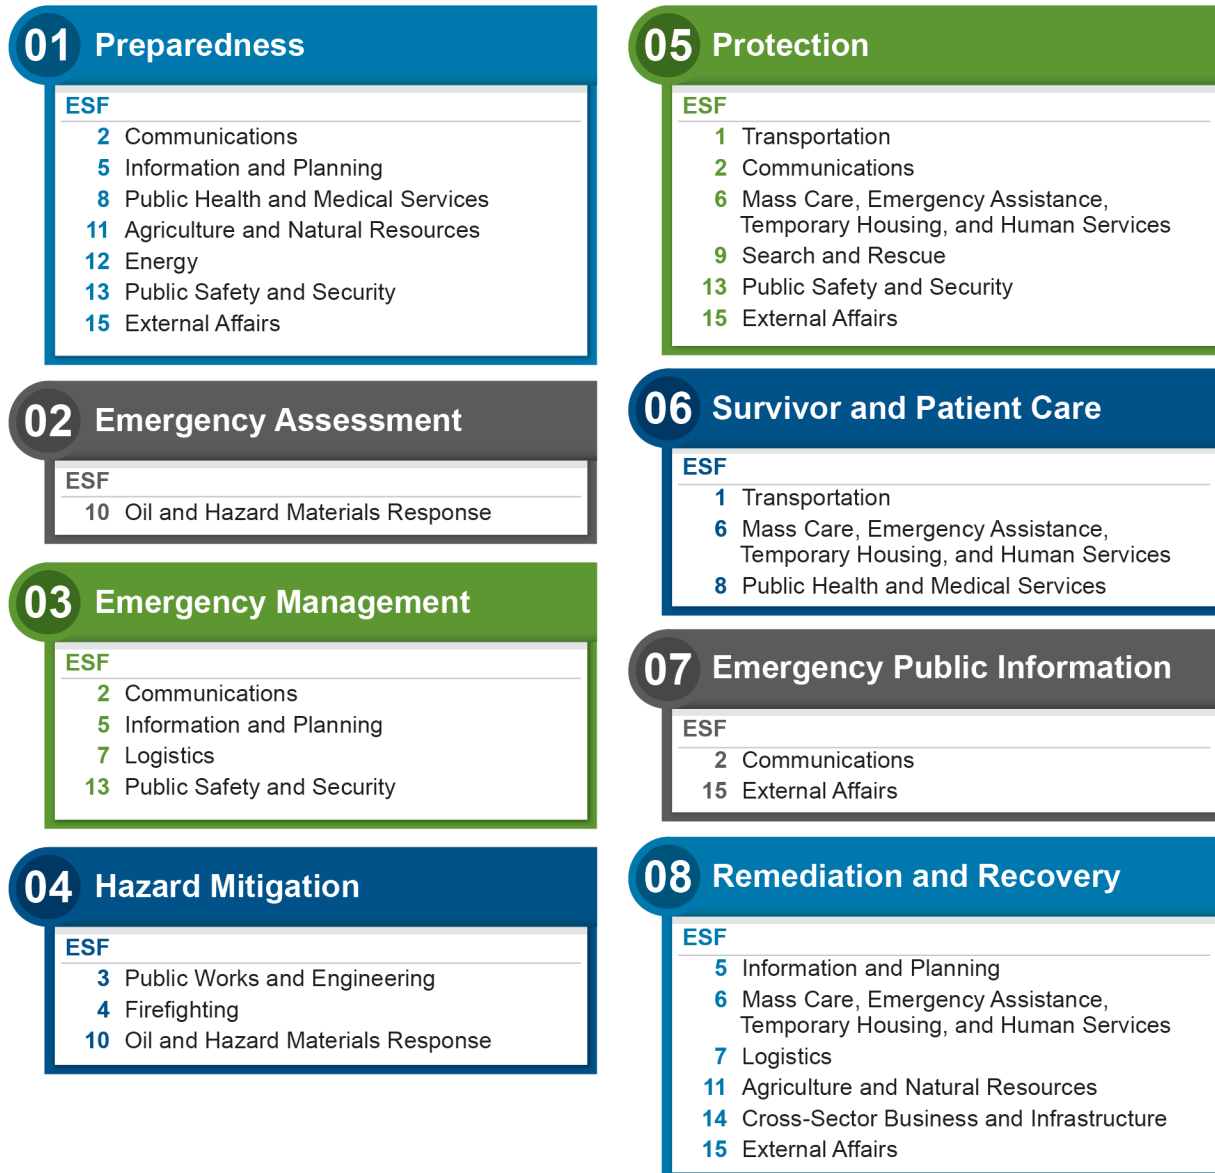 01 Preparedness
ESF
2 Communications
5 Information and Planning
8 Public Health and Medical Services
11 Agriculture and Natural Resources
12 Energy
13 Public Safety and Security
15 External Affairs
02 Emergency Assessment
ESF
10 Oil and Hazard Materials Response
03 Emergency Management
ESF
2 Communications
5 Information and Planning
7 Logistics
13 Public Safety and Security
04 Hazard Mitigation
ESF
3 Public Works and Engineering
4 Firefighting
10 Oil and Hazard Materials Response
05 Protection
ESF
1 Transportation
2 Communications
6 Mass Care, Emergency Assistance,
Temporary Housing, and Human Services
9 Search and Rescue
13 Public Safety and Security
15 External Affairs
06 Survivor and Patient Care
ESF
1 Transportation
6 Mass Care, Emergency Assistance,
Temporary Housing, and Human Services
8 Public Health and Medical Services
07 Emergency Public Information
ESF
2 Communications
15 External Affairs
08 Remediation and Recovery
ESF
5 Information and Planning
6 Mass Care, Emergency Assistance,
Temporary Housing, and Human Services
7 Logistics
11 Agriculture and Natural Resources
14 Cross-Sector Business and Infrastructure
15 External Affairs